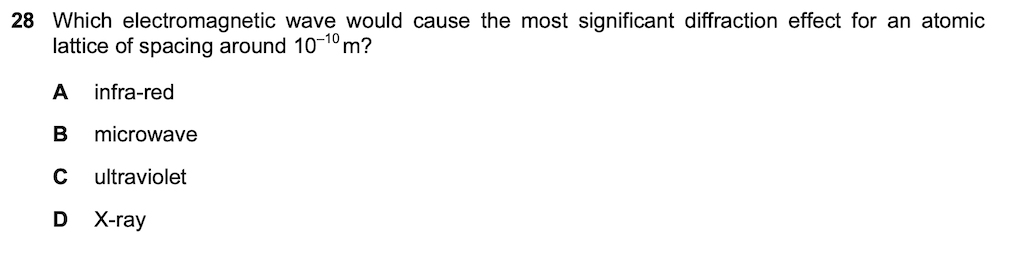 28 Which electromagnetic wave would cause the most significant diffraction effect for an atomic
lattice of spacing around 10⁻¹⁰ m?
A infra-red
B microwave
C ultraviolet
D X-ray